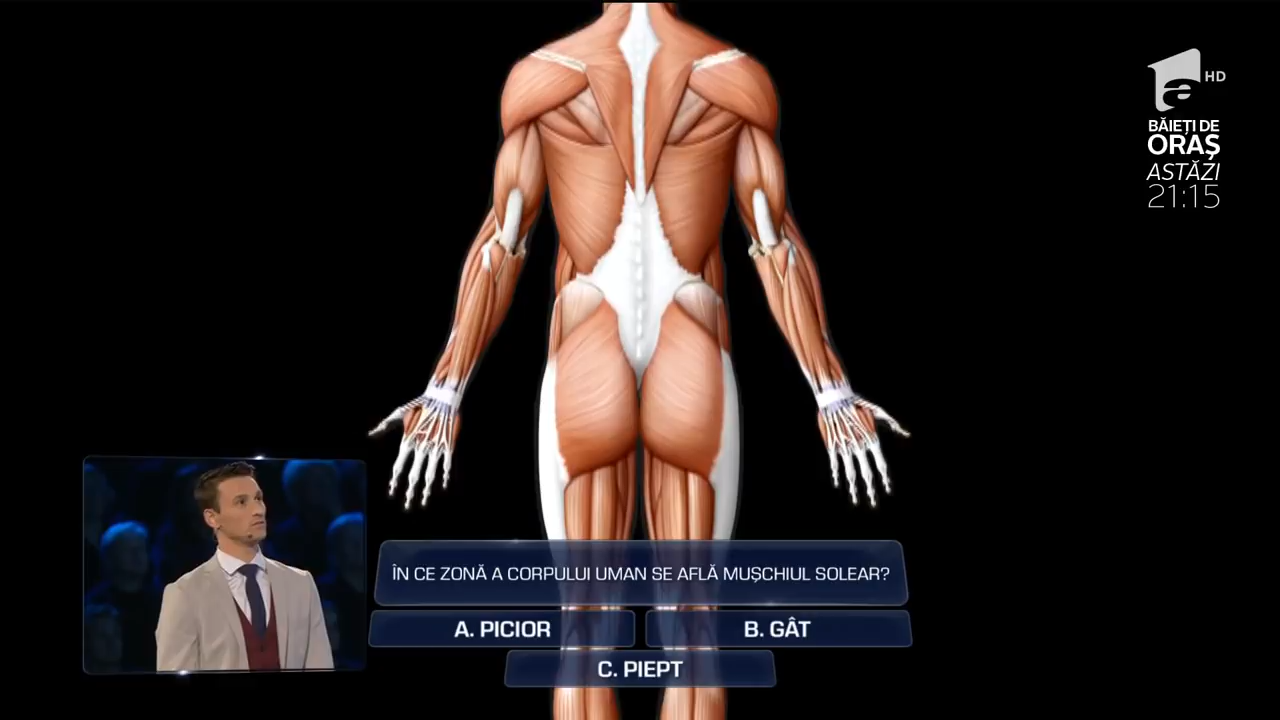 a HD
BĂIEȚI DE
ORAȘ
ASTĂZI
21:15
ÎN CE ZONĂ A CORPULUI UMAN SE AFLĂ MUȘCHIUL SOLEAR?
A. PICIOR
B. GÂT
C. PIEPT